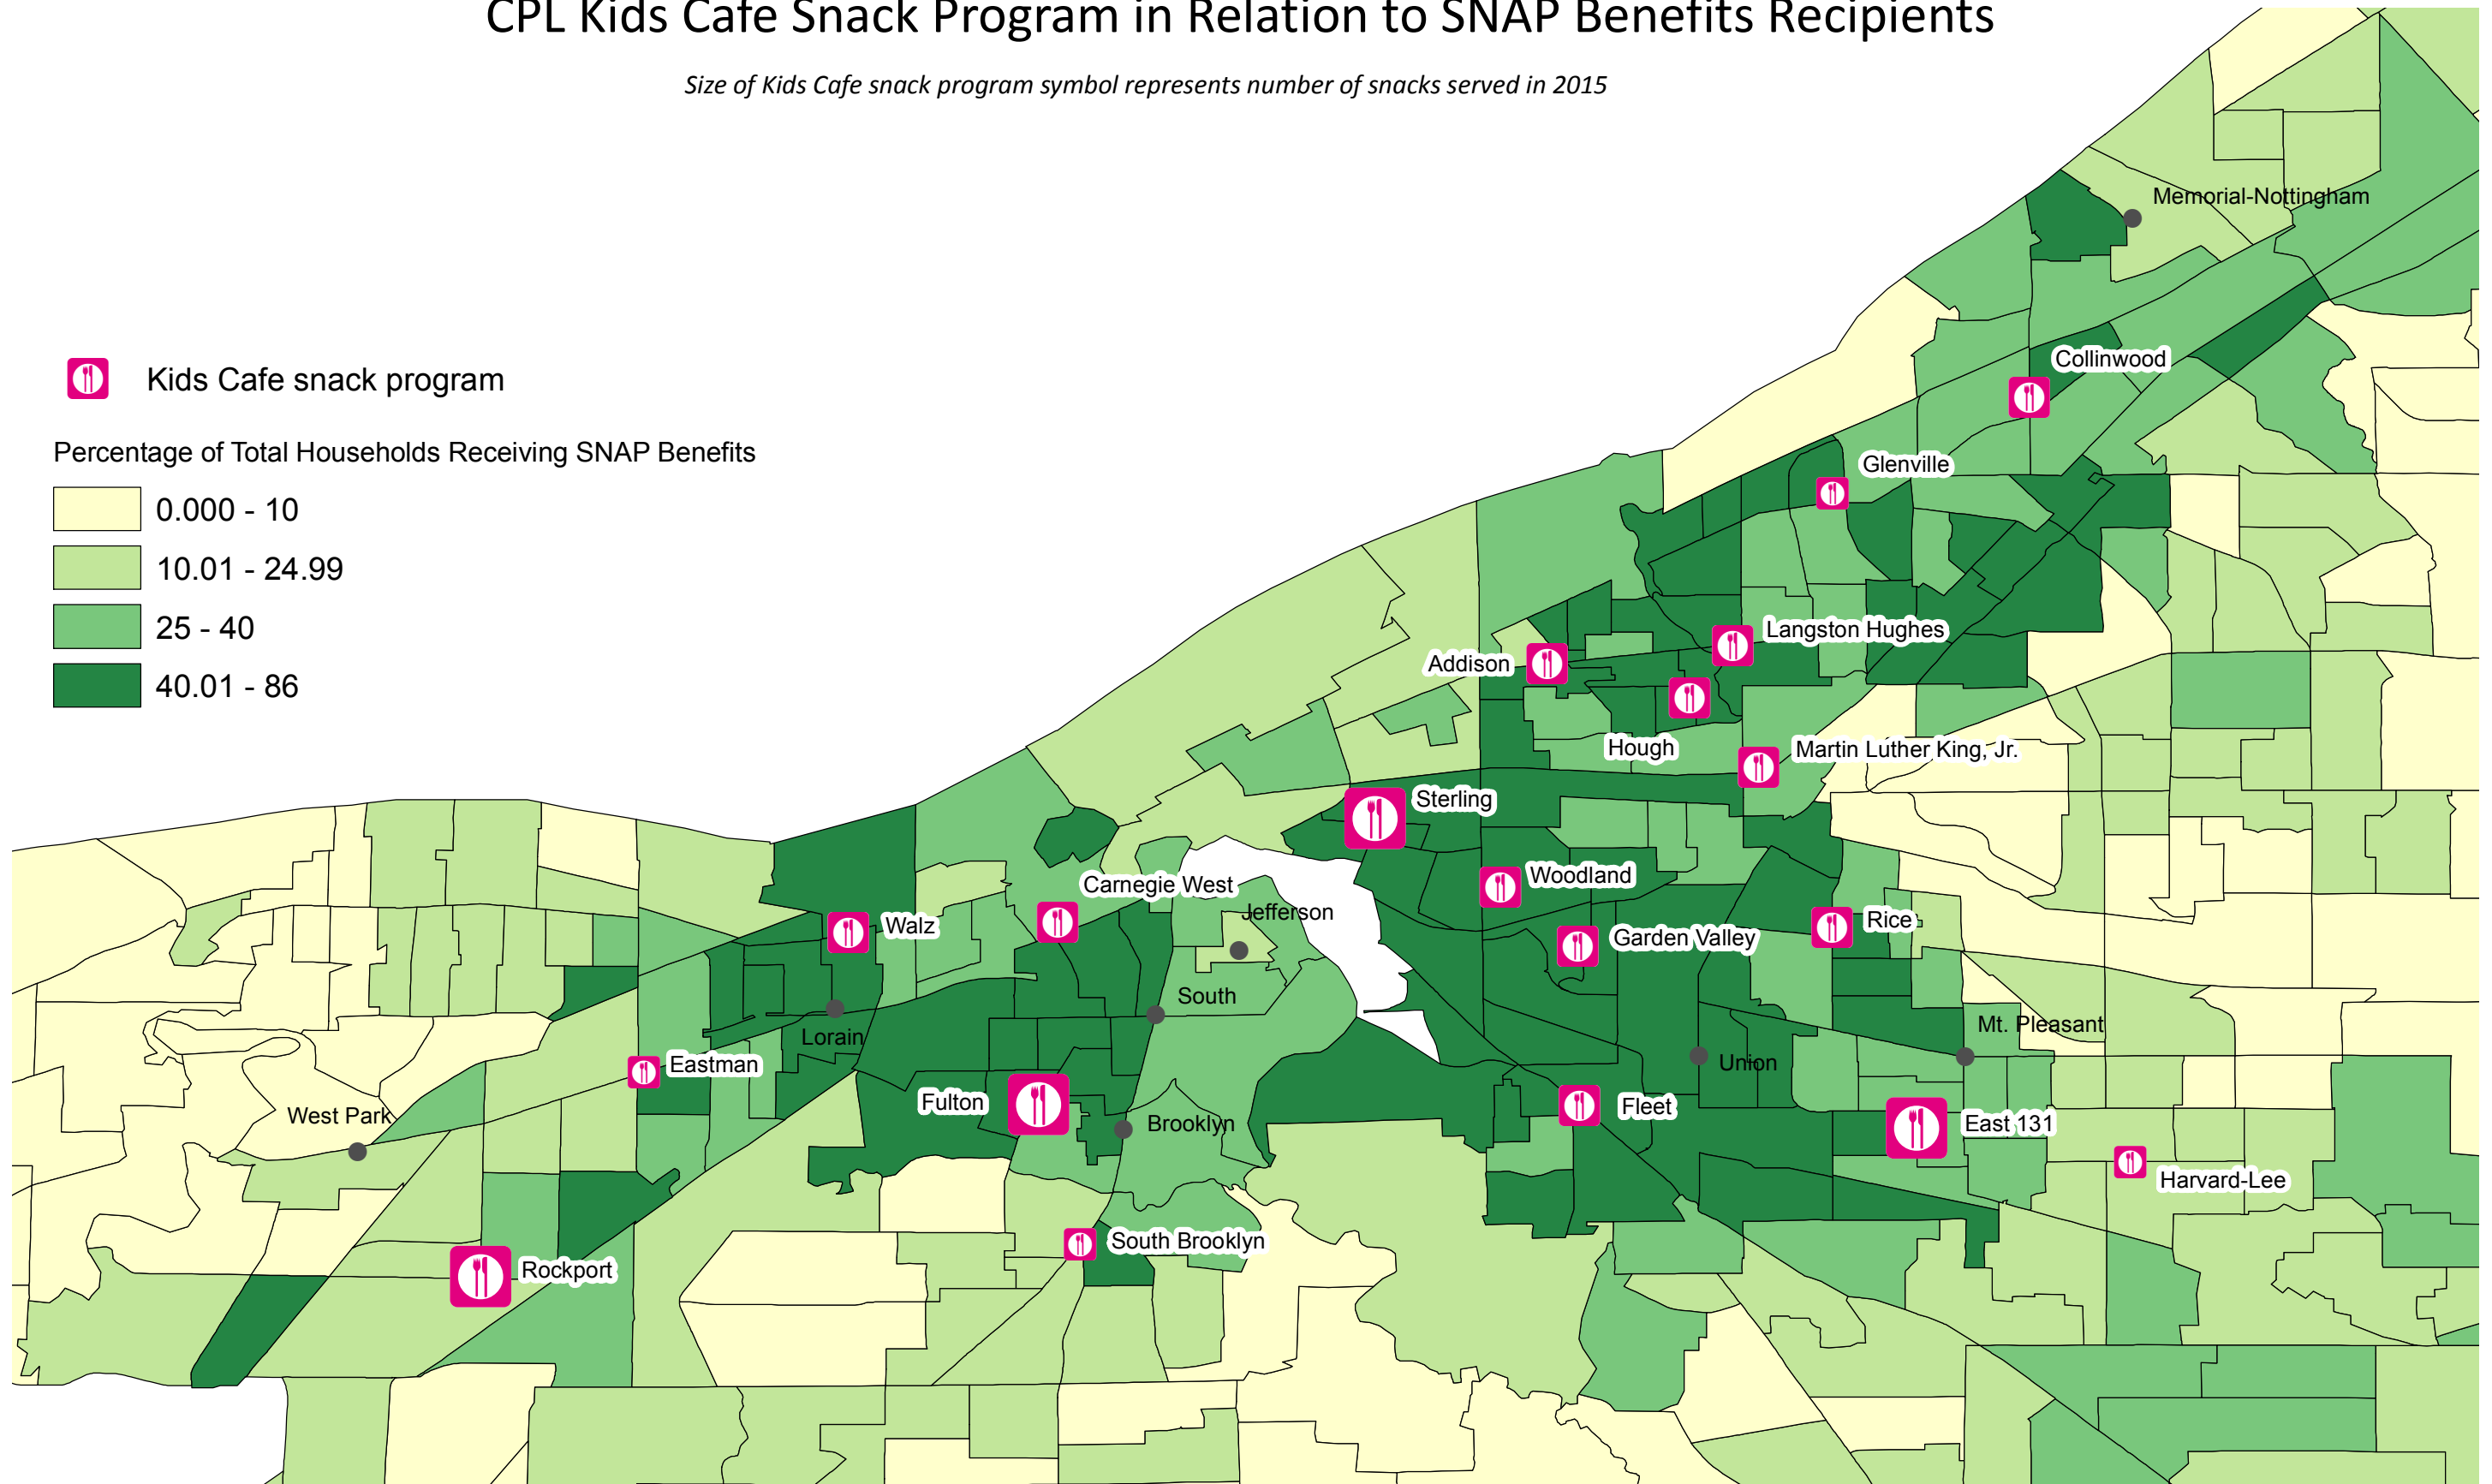 CPL Kids Cafe Snack Program in Relation to SNAP Benefits Recipients
Size of Kids Cafe snack program symbol represents number of snacks served in 2015
Memorial-Nottingham
Collinwood
Kids Cafe snack program
Percentage of Total Households Receiving SNAP Benefits
0.000 - 10
10.01 - 24.99
25 - 40
40.01 - 86
Glenville
Langston Hughes
Addison
Hough
Martin Luther King, Jr.
Sterling
Woodland
Carnegie West
Jefferson
Walz
Rice
Garden Valley
South
Lorain
Mt. Pleasant
Union
Eastman
Fulton
West Park
Brooklyn
Fleet
East 131
Harvard-Lee
South Brooklyn
Rockport